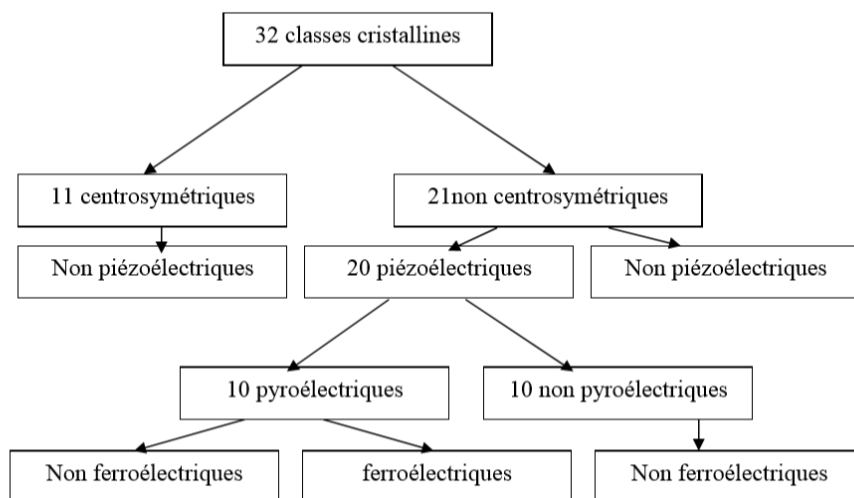 32 classes cristallines
11 centrosymétriques
21non centrosymétriques
Non piézoélectriques
20 piézoélectriques
Non piézoélectriques
10 pyroélectriques
10 non pyroélectriques
Non ferroélectriques
ferroélectriques
Non ferroélectriques